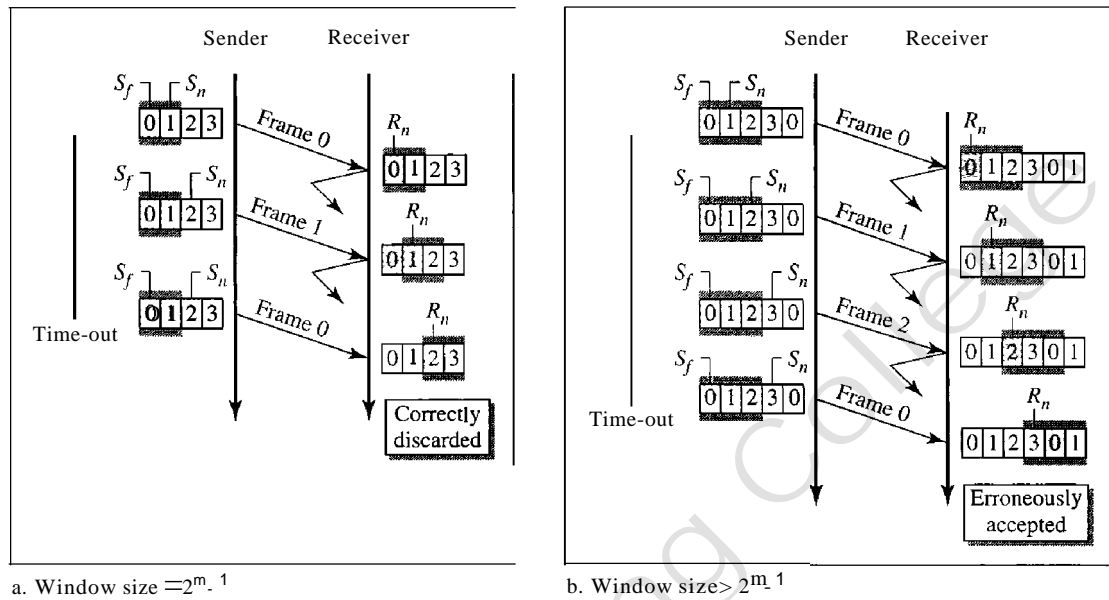 Sender Receiver
Sf Sn
0 1 2 3
Frame 0
Rn
0 1 2 3
Sf Sn
0 1 2 3
Frame 1
Rn
0 1 2 3
Sf Sn
0 1 2 3
Frame 0
Rn
0 1 2 3
Time-out
Correctly
discarded
a. Window size = 2^m-1
Sender Receiver
Sf Sn
0 1 2 3 0
Frame 0
Rn
0 1 2 3 0 1
Sf Sn
0 1 2 3 0
Frame 1
Rn
0 1 2 3 0 1
Sf Sn
0 1 2 3 0
Frame 2
Rn
0 1 2 3 0 1
Sf Sn
0 1 2 3 0
Frame 0
Rn
0 1 2 3 0 1
Time-out
Erroneously
accepted
b. Window size> 2^m-1
College